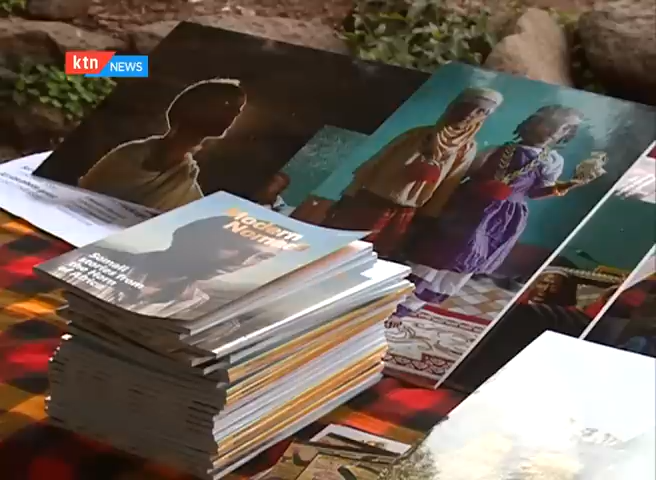 ktn NEWS
Modern
Nomad
Somali
stories from
the Horn
of Africa